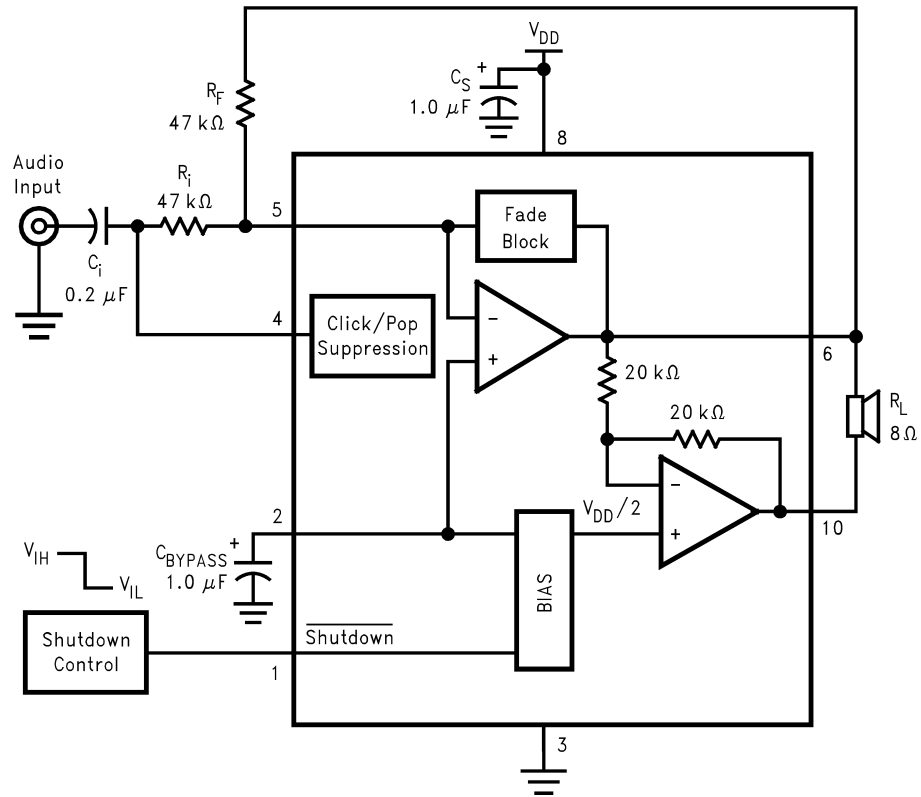 V_DD
C_S +
1.0 μF
8
R_F
47 kΩ
Audio
Input
R_i
47 kΩ
5
Fade
Block
C_i
0.2 μF
4
Click/Pop
Suppression
−
+
6
20 kΩ
20 kΩ
R_L
8Ω
−
+
V_DD/2
10
2
C_BYPASS +
1.0 μF
V_IH
V_IL
BIAS
Shutdown
Control
Shutdown
1
3